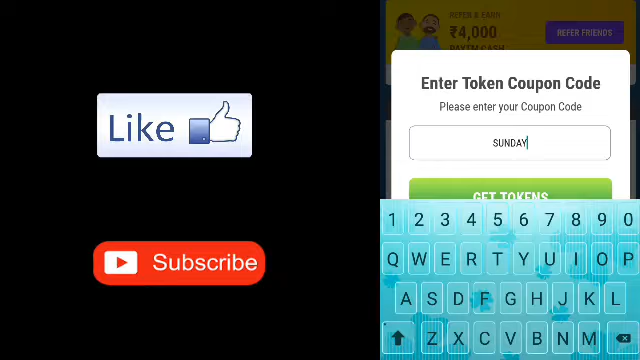 Like
Subscribe
REFER & EARN
₹4,000
PAYTM CASH
REFER FRIENDS
Enter Token Coupon Code
Please enter your Coupon Code
SUNDAY
GET TOKENS
1 2 3 4 5 6 7 8 9 0
Q W E R T Y U I O P
A S D F G H J K L
Z X C V B N M